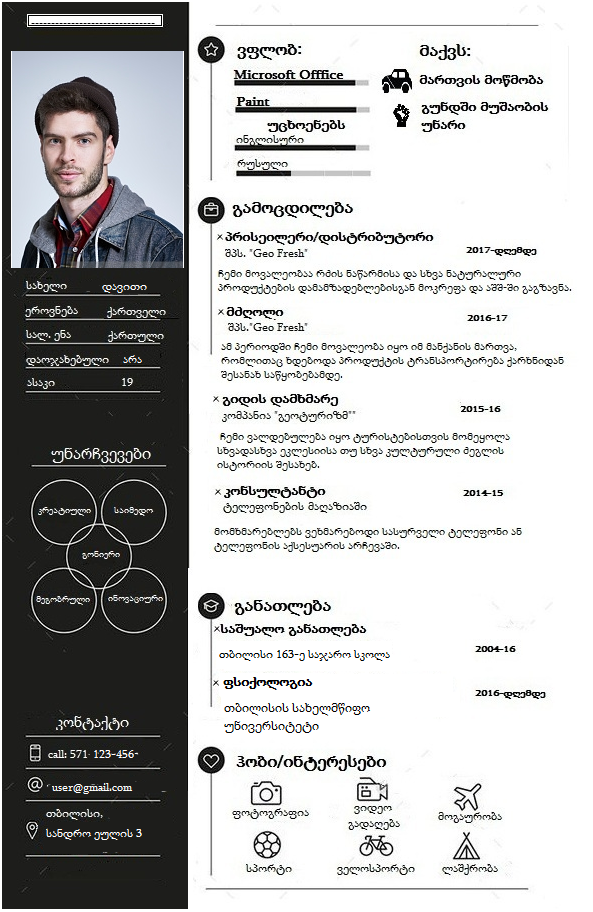 სახელი დავითი
ეროვნება ქართველი
სალ. ენა ქართული
დაოჯახებული არა
ასაკი 19
უნარჩვევები
კრეატიული საიმედო
გონიერი
მეგობრული ინოვაციური
კონტაქტი
call: 571- 123-456-
user@gmail.com
თბილისი,
სანდრო ეულის 3
ვფლობ:
Microsoft Offfice
Paint
უცხოენებს
ინგლისური
რუსული
მაქვს:
მართვის მოწმობა
გუნდში მუშაობის
უნარი
გამოცდილება
×პრისეილერი/დისტრიბუტორი 2017-დღემდე
შპს. "Geo Fresh"
ჩემი მოვალეობაა რძის ნაწარმისა და სხვა ნატურალური
პროდუქტების დამამზადებლებისგან მოკრეფა და აშშ-ში გაგზავნა.
×მძღოლი 2016-17
შპს."Geo Fresh"
ამ პერიოდში ჩემი მოვალეობა იყო იმ მანქანის მართვა,
რომლითაც ხდებოდა პროდუქტის ტრანსპორტირება ქარხნიდან
შესანახ საწყობებამდე.
× გიდის დამხმარე 2015-16
კომპანია "გეოტურიზმ""
ჩემი ვალდებულება იყო ტურისტებისთვის მომეყოლა
სხვადასხვა ეკლესიისა თუ სხვა კულტურული ძეგლის
ისტორიის შესახებ.
×კონსულტანტი 2014-15
ტელეფონების მაღაზიაში
მომხმარებლებს ვეხმარებოდი სასურველი ტელეფონი ან
ტელეფონის აქსესუარის არჩევაში.
განათლება
×საშუალო განათლება
თბილისი 163-ე საჯარო სკოლა 2004-16
× ფსიქოლოგია 2016-დღემდე
თბილისის სახელმწიფო
უნივერსიტეტი
ჰობი/ინტერესები
ფოტოგრაფია ვიდეო
გადაღება მოგაურობა
სპორტი ველოსპორტი ლაშქრობა